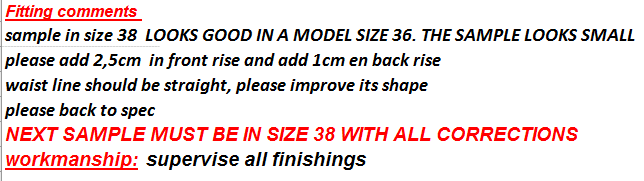 Fitting comments
sample in size 38 LOOKS GOOD IN A MODEL SIZE 36. THE SAMPLE LOOKS SMALL
please add 2,5cm in front rise and add 1cm en back rise
waist line should be straight, please improve its shape
please back to spec
NEXT SAMPLE MUST BE IN SIZE 38 WITH ALL CORRECTIONS
workmanship: supervise all finishings